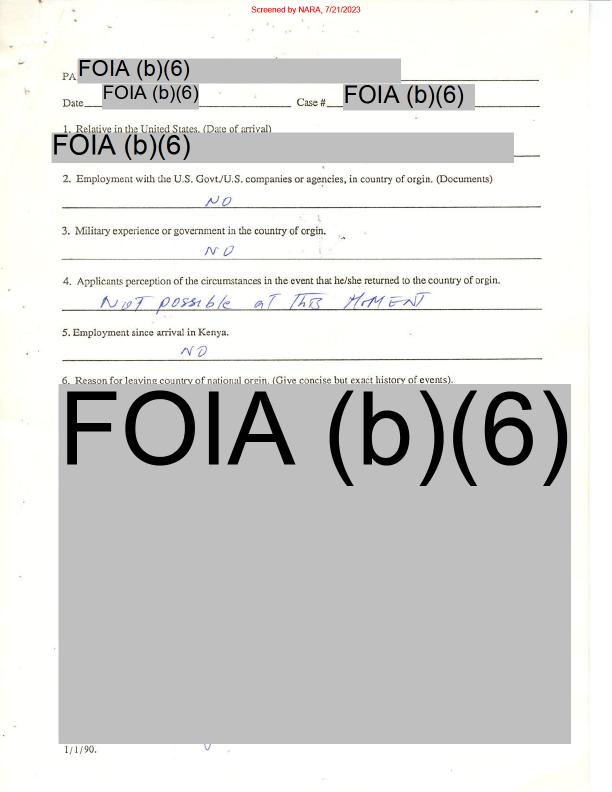 Screened by NARA, 7/21/2023
PA FOIA (b)(6)
Date FOIA (b)(6) Case # FOIA (b)(6)
1. Relative in the United States. (Date of arrival)
FOIA (b)(6)
2. Employment with the U.S. Govt./U.S. companies or agencies, in country of orgin. (Documents)
NO
3. Military experience or government in the country of orgin.
NO
4. Applicants perception of the circumstances in the event that he/she returned to the country of orgin.
NOT possible aT This MOMENT
5. Employment since arrival in Kenya.
NO
6. Reason for leaving country of national orgin. (Give concise but exact history of events).
FOIA (b)(6)
1/1/90.